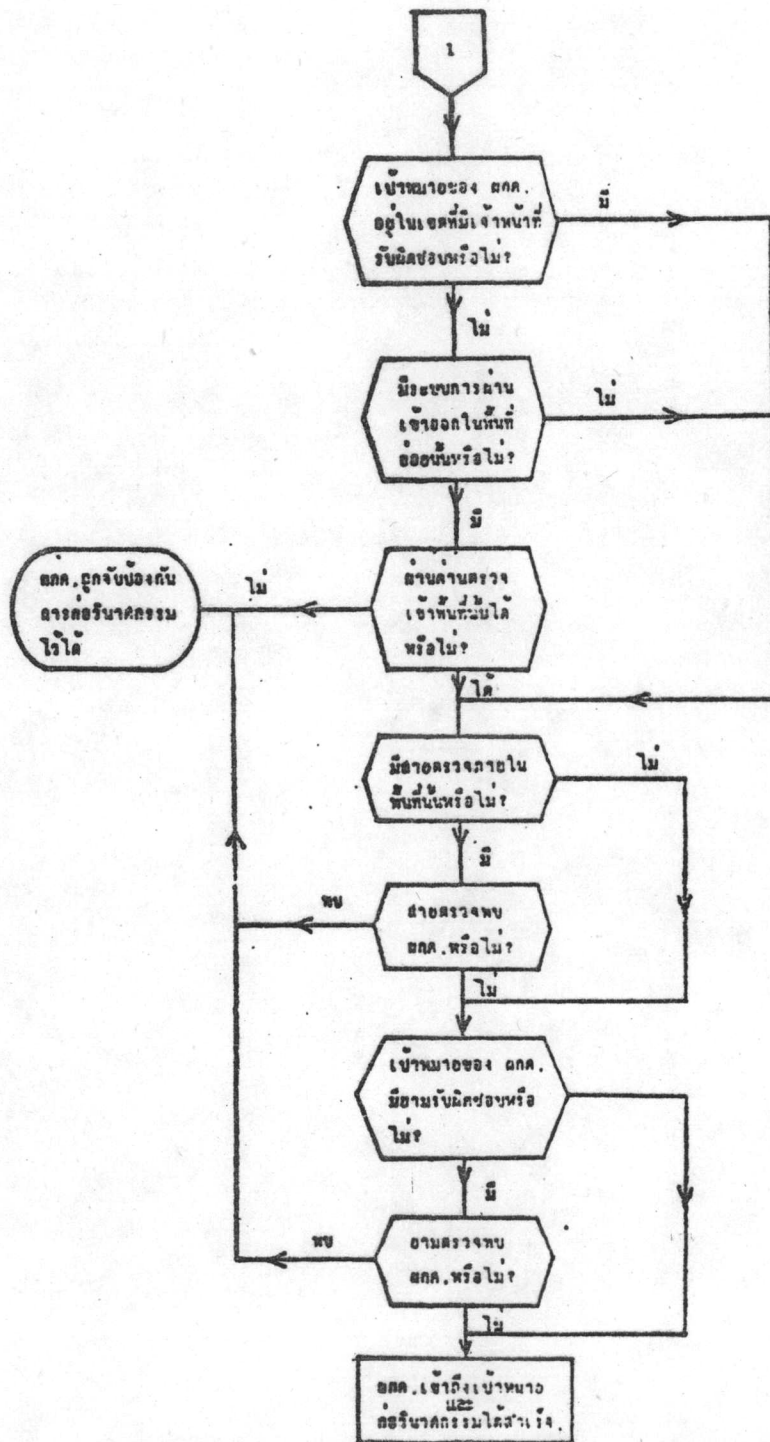 1
เป้าหมายของ ผกค.
อยู่ในเขตที่มีเจ้าหน้าที่
รับผิดชอบหรือไม่?
มี
ไม่
มีระบบการผ่าน
เข้าออกในพื้นที่
ย่อยนั้นหรือไม่?
ไม่
มี
ผ่านด่านตรวจ
เข้าพื้นที่นั้นได้
หรือไม่?
ไม่
ผกค.ถูกจับป้องกัน
การก่อวินาศกรรม
ไว้ได้
ได้
มีสายตรวจภายใน
พื้นที่นั้นหรือไม่?
ไม่
มี
สายตรวจพบ
ผกค.หรือไม่?
พบ
ไม่
เป้าหมายของ ผกค.
มียามรับผิดชอบหรือ
ไม่?
มี
ยามตรวจพบ
ผกค.หรือไม่?
พบ
ไม่
ผกค.เข้าถึงเป้าหมาย
และ
ก่อวินาศกรรมได้สำเร็จ.